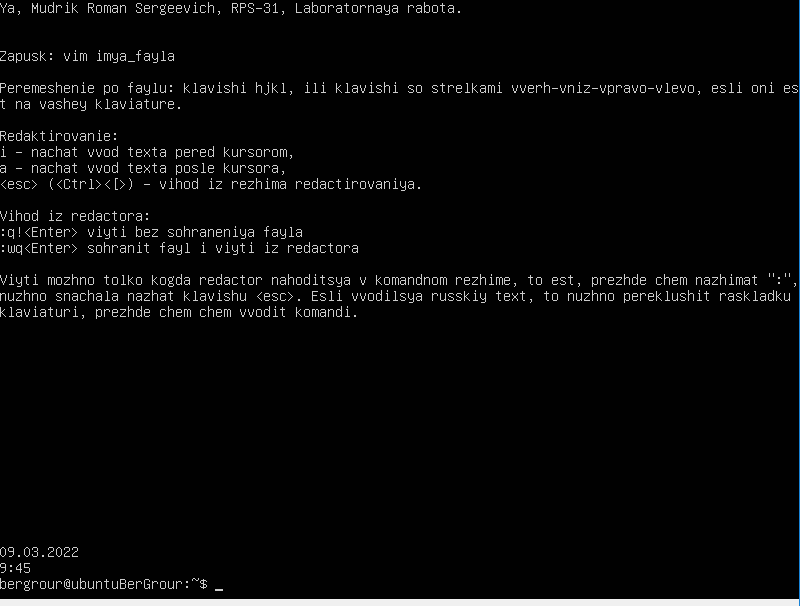 Ya, Mudrik Roman Sergeevich, RPS-31, Laboratornaya rabota.
Zapusk: vim imya_fayla
Peremeshenie po faylu: klavishi hjkl, ili klavishi so strelkami vverh-vniz-vpravo-vlevo, esli oni es
t na vashey klaviature.
Redaktirovanie:
i - nachat vvod texta pered kursorom,
a - nachat vvod texta posle kursora,
<esc> (<Ctrl><[>) - vihod iz rezhima redactirovaniya.
Vihod iz redactora:
:q!<Enter> viyti bez sohraneniya fayla
:wq<Enter> sohranit fayl i viyti iz redactora
Viyti mozhno tolko kogda redactor nahoditsya v komandnom rezhime, to est, prezhde chem nazhimat ":",
nuzhno snachala nazhat klavishu <esc>. Esli vvodilsya russkiy text, to nuzhno pereklushit raskladku
klaviaturi, prezhde chem chem vvodit komandi.
09.03.2022
9:45
bergrour@ubuntuBerGrour:~$ _